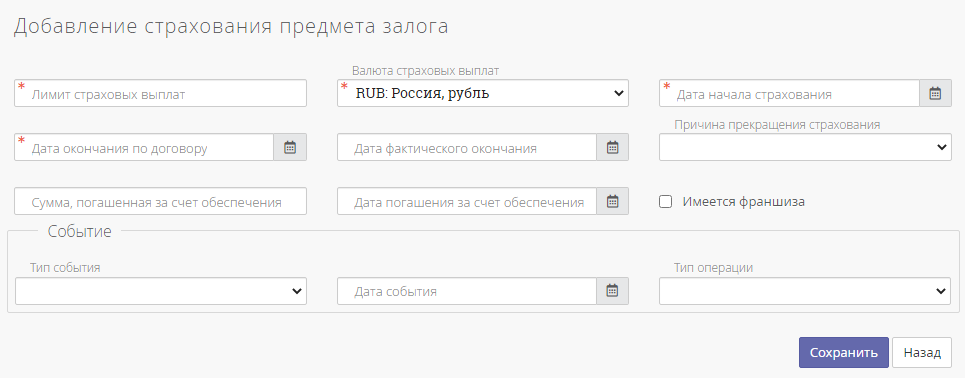 Добавление страхования предмета залога
* Лимит страховых выплат
Валюта страховых выплат
* RUB: Россия, рубль
* Дата начала страхования
* Дата окончания по договору
Дата фактического окончания
Причина прекращения страхования
Сумма, погашенная за счет обеспечения
Дата погашения за счет обеспечения
Имеется франшиза
Событие
Тип события
Дата события
Тип операции
Сохранить
Назад